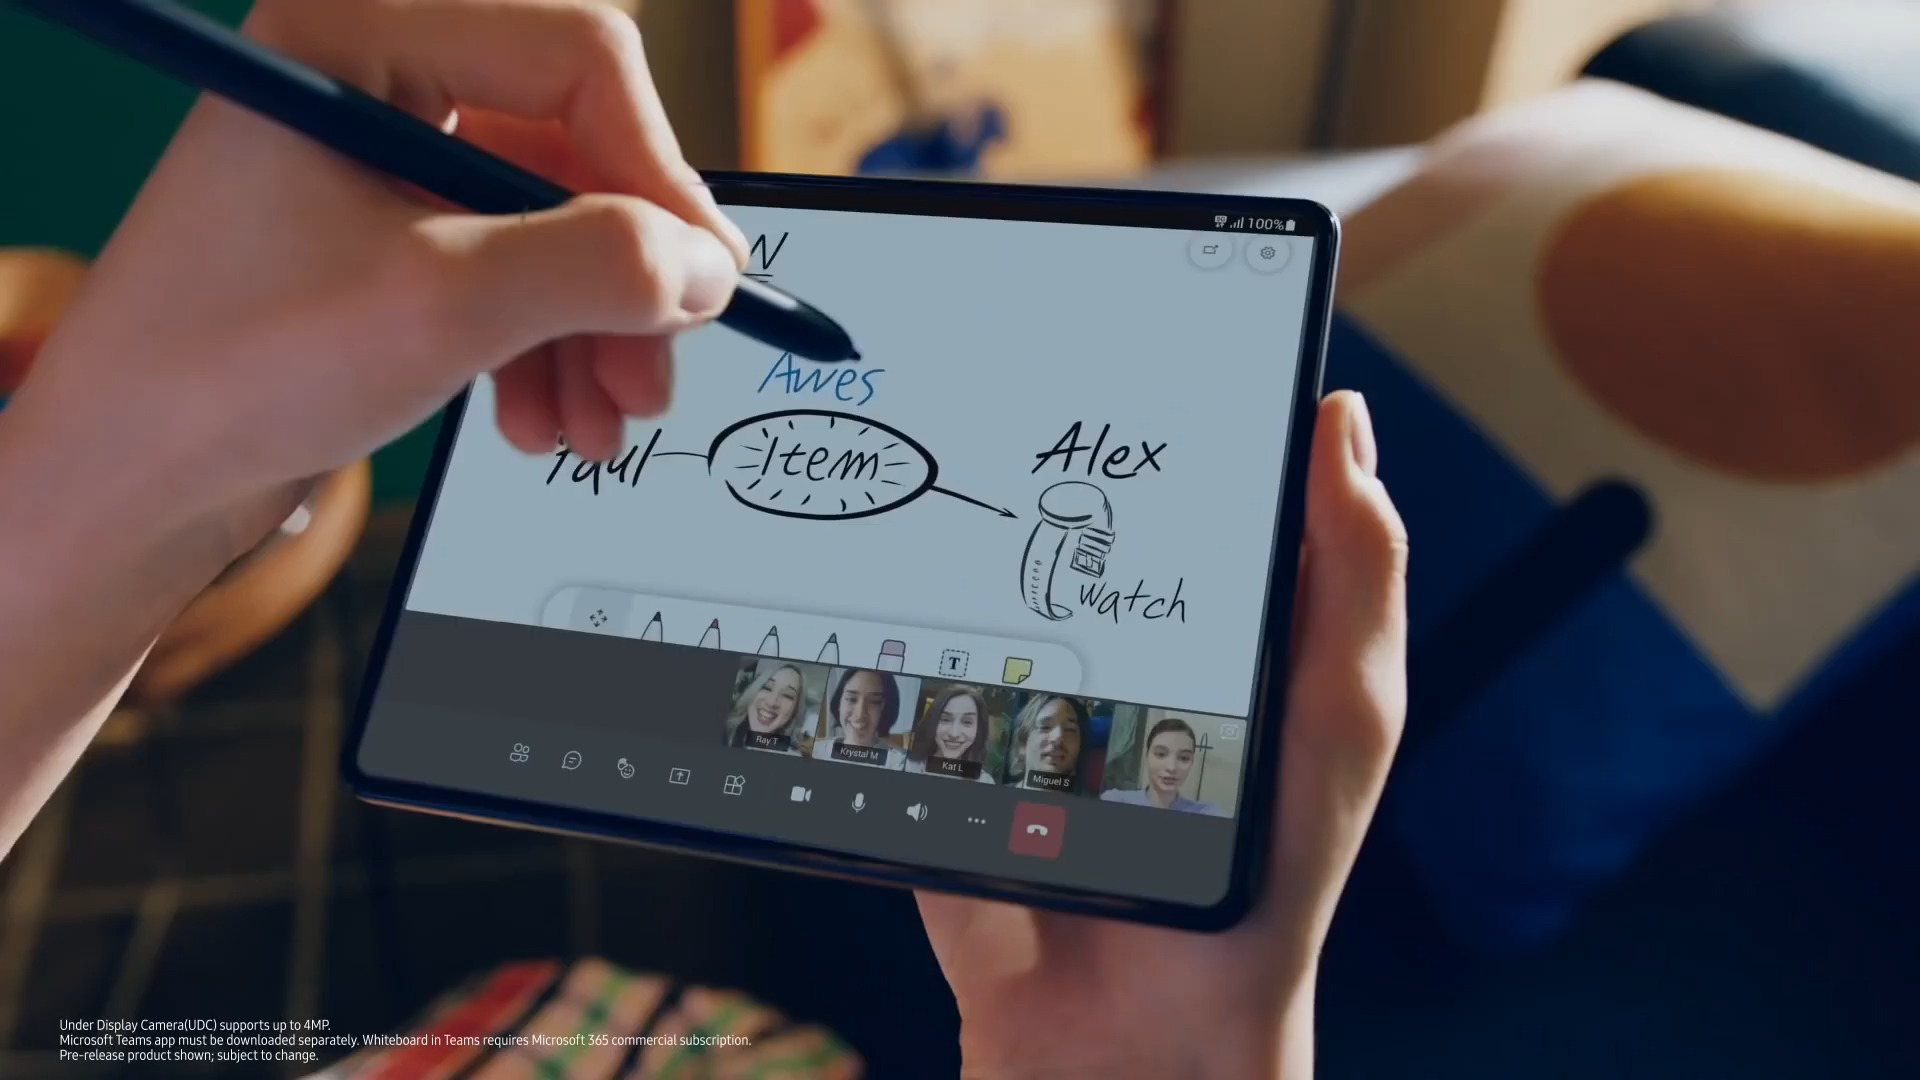 100%
N
Awes
Paul
Item
Alex
watch
T
Ray T
Krystal M
Kat L
Miguel S
Under Display Camera(UDC) supports up to 4MP.
Microsoft Teams app must be downloaded separately. Whiteboard in Teams requires Microsoft 365 commercial subscription.
Pre-release product shown; subject to change.